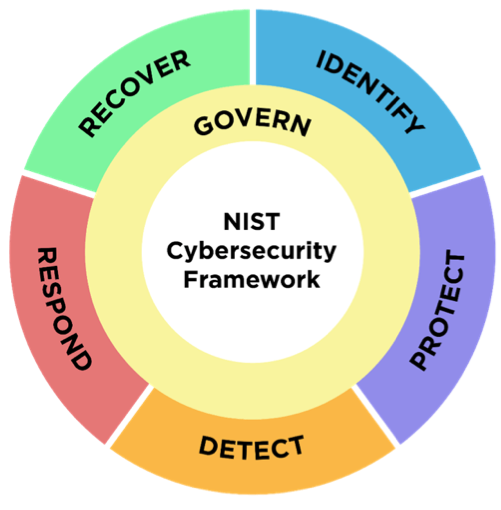 RECOVER
IDENTIFY
GOVERN
NIST
Cybersecurity
Framework
RESPOND
PROTECT
DETECT